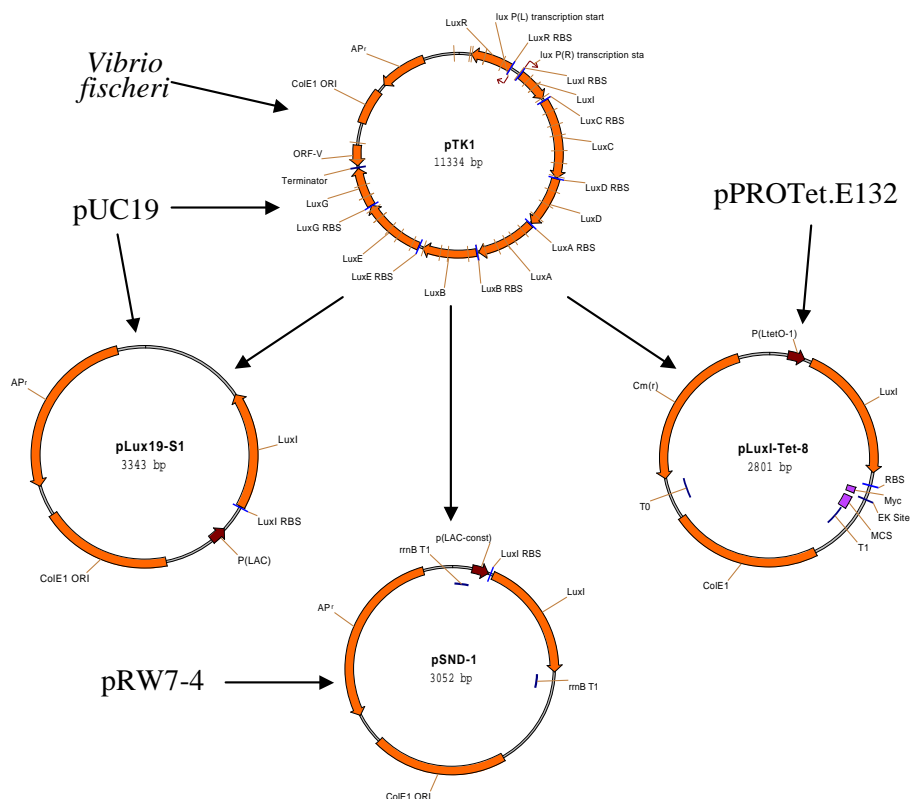 Vibrio
fischeri
pUC19
pPROTet.E132
pRW7-4
LuxR
lux P(L) transcription start
LuxR RBS
lux P(R) transcription sta
LuxI RBS
LuxI
LuxC RBS
LuxC
LuxD RBS
LuxD
LuxA RBS
LuxA
LuxB RBS
LuxB
LuxE RBS
LuxE
LuxG RBS
LuxG
Terminator
ORF-V
ColE1 ORI
APr
pTK1
11334 bp
APr
LuxI
LuxI RBS
P(LAC)
ColE1 ORI
pLux19-S1
3343 bp
rrnB T1
p(LAC-const)
LuxI RBS
LuxI
rrnB T1
ColE1 ORI
APr
pSND-1
3052 bp
P(LtetO-1)
LuxI
RBS
Myc
EK Site
MCS
T1
ColE1
T0
Cm(r)
pLuxI-Tet-8
2801 bp